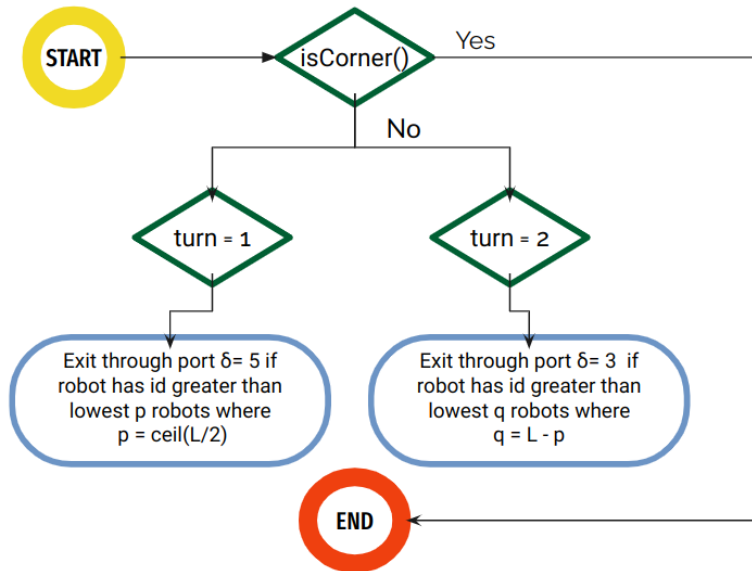 START
isCorner()
Yes
No
turn = 1
turn = 2
Exit through port δ= 5 if
robot has id greater than
lowest p robots where
p = ceil(L/2)
Exit through port δ= 3  if
robot has id greater than
lowest q robots where
q = L - p
END